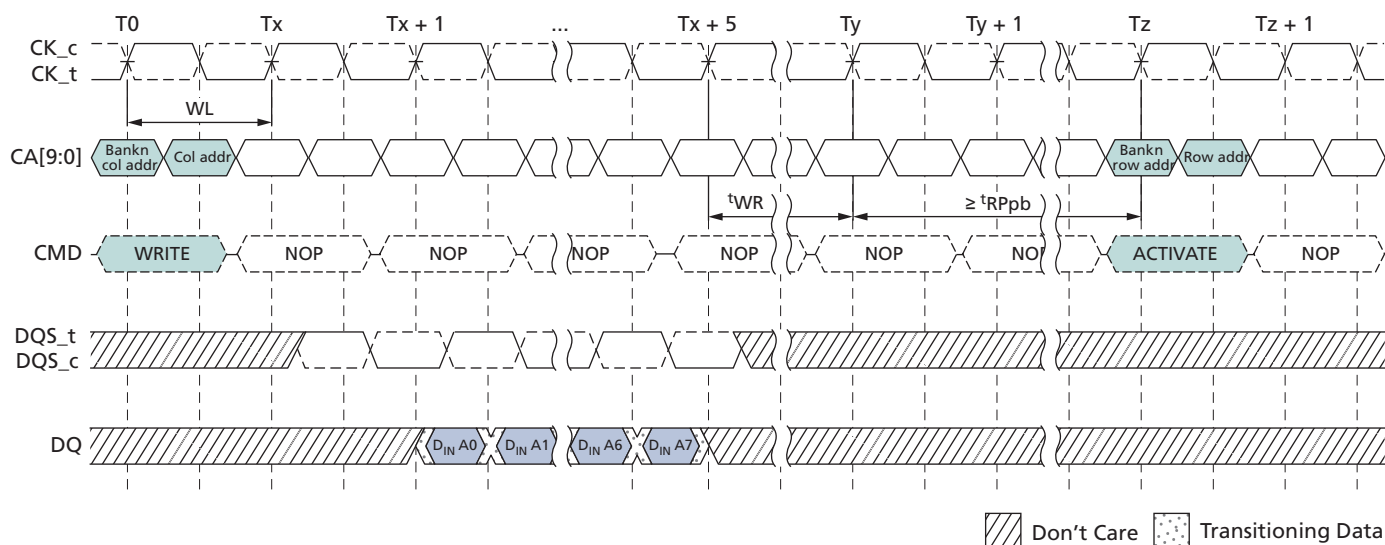 T0 Tx Tx + 1 ... Tx + 5 Ty Ty + 1 Tz Tz + 1
CK_c
CK_t
WL
CA[9:0] Bankn col addr Col addr Bankn row addr Row addr
tWR ≥ tRPpb
CMD WRITE NOP NOP NOP NOP NOP NOP ACTIVATE NOP
DQS_t
DQS_c
DQ DIN A0 DIN A1 DIN A6 DIN A7
Don't Care Transitioning Data